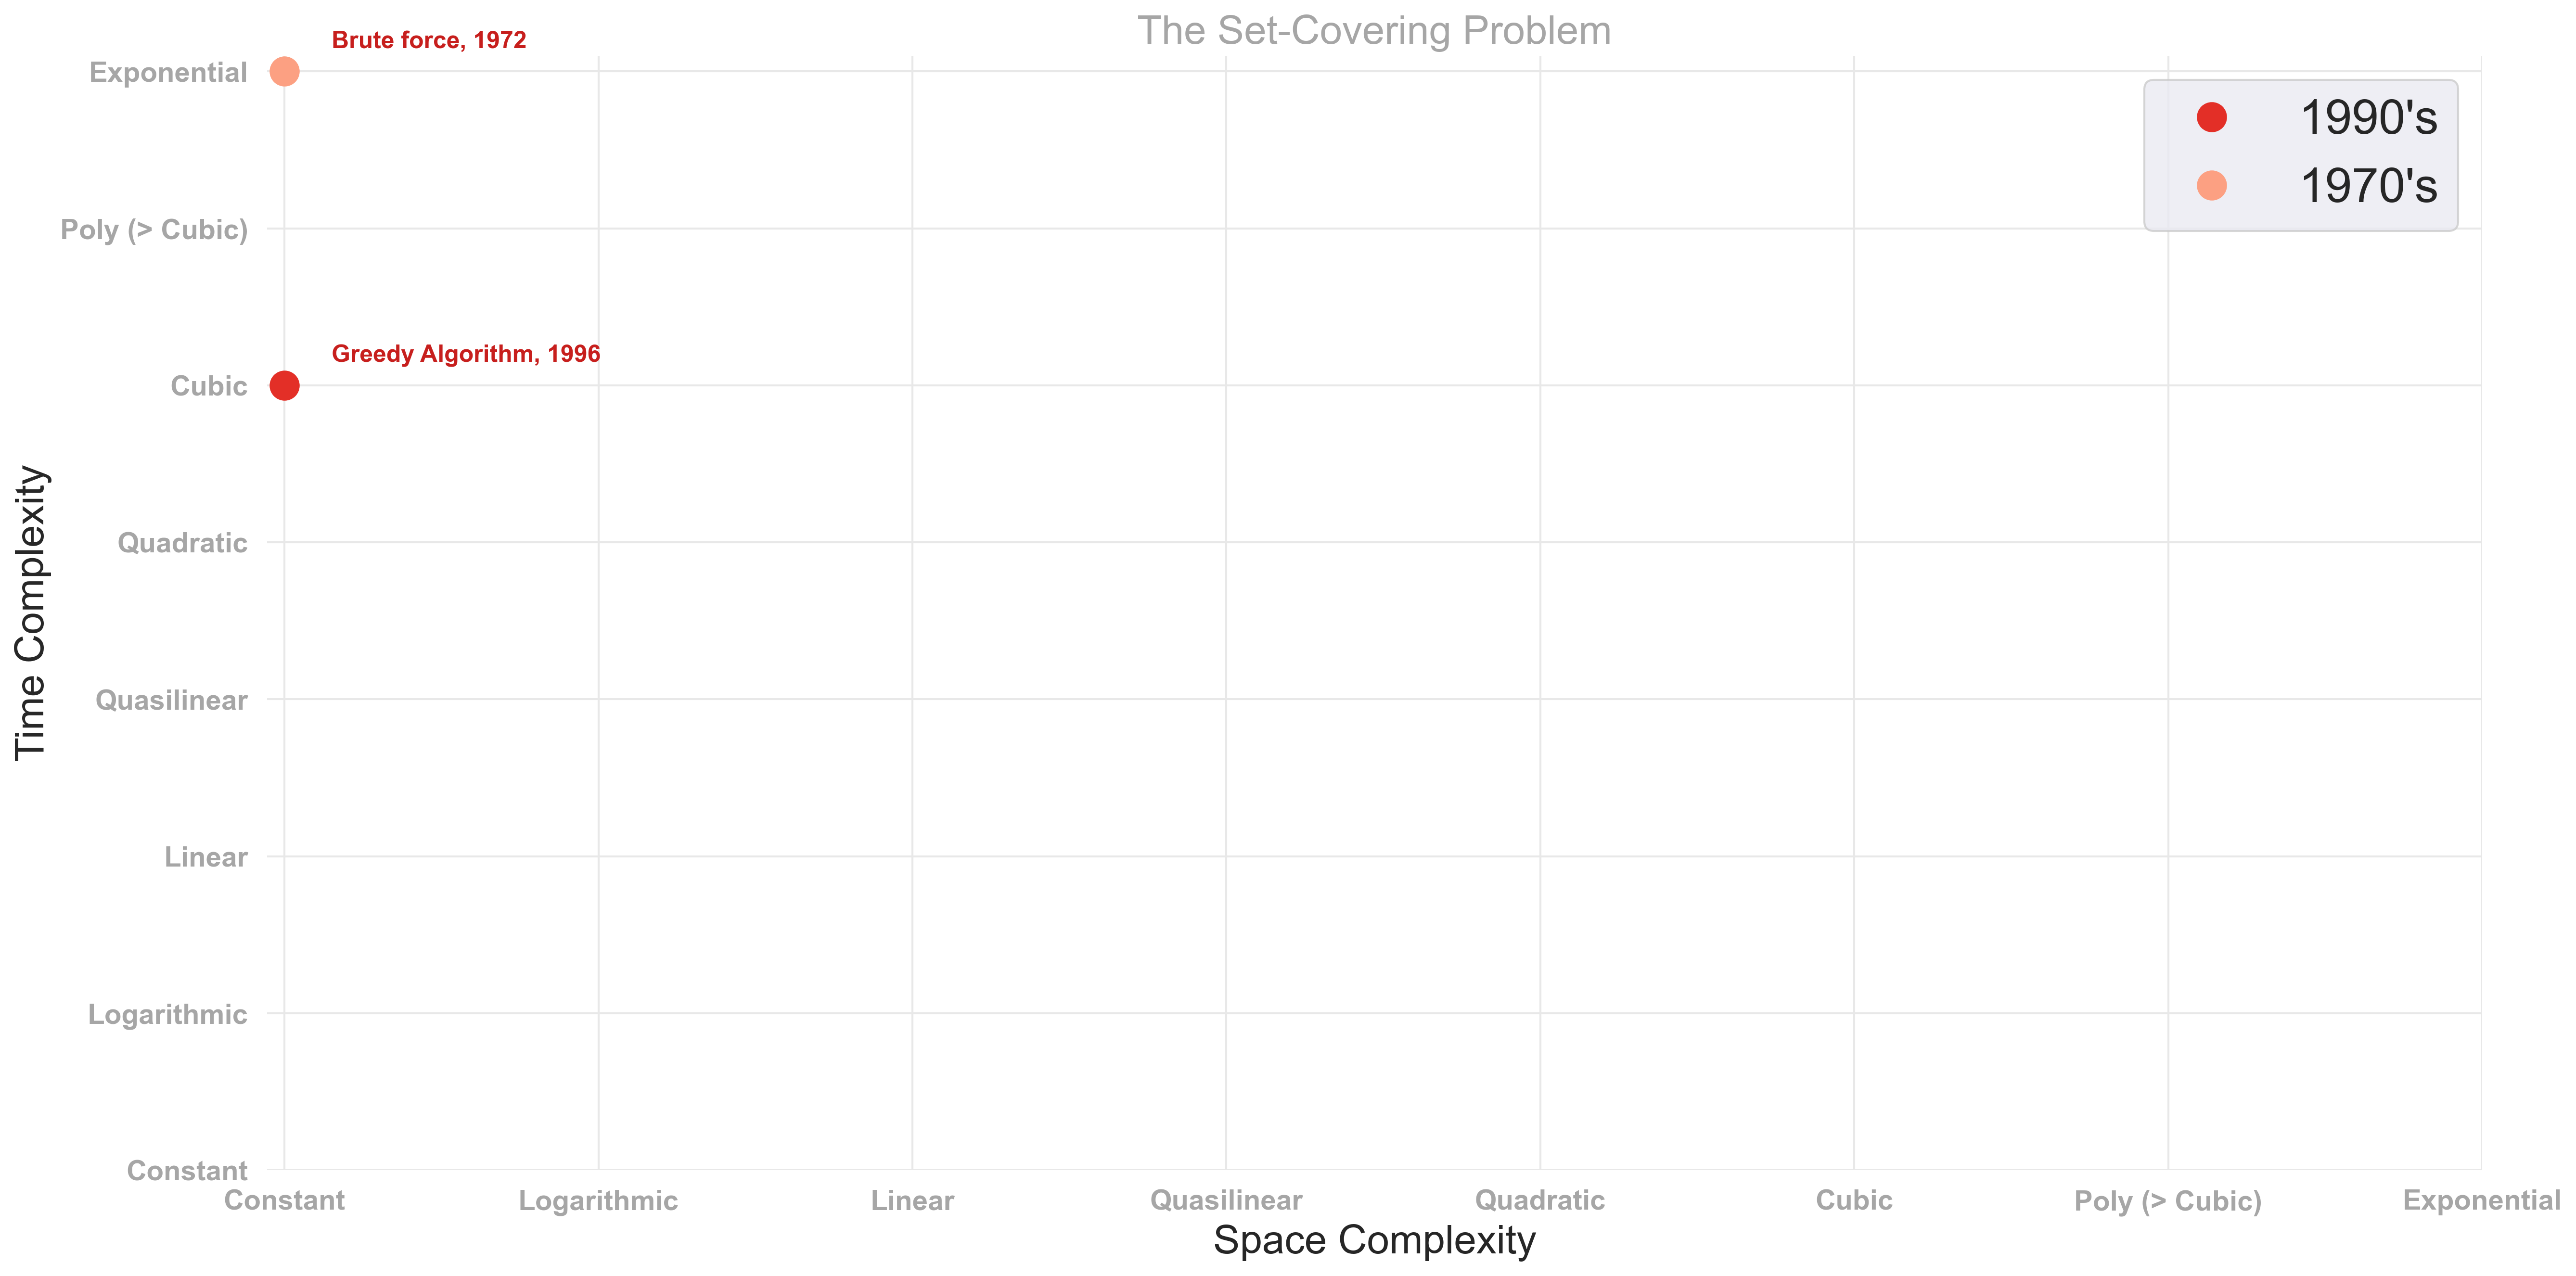 The Set-Covering Problem
Brute force, 1972
Exponential
1990's
1970's
Poly (> Cubic)
Greedy Algorithm, 1996
Cubic
Quadratic
Time Complexity
Quasilinear
Linear
Logarithmic
Constant
Constant Logarithmic Linear Quasilinear Quadratic Cubic Poly (> Cubic) Exponential
Space Complexity